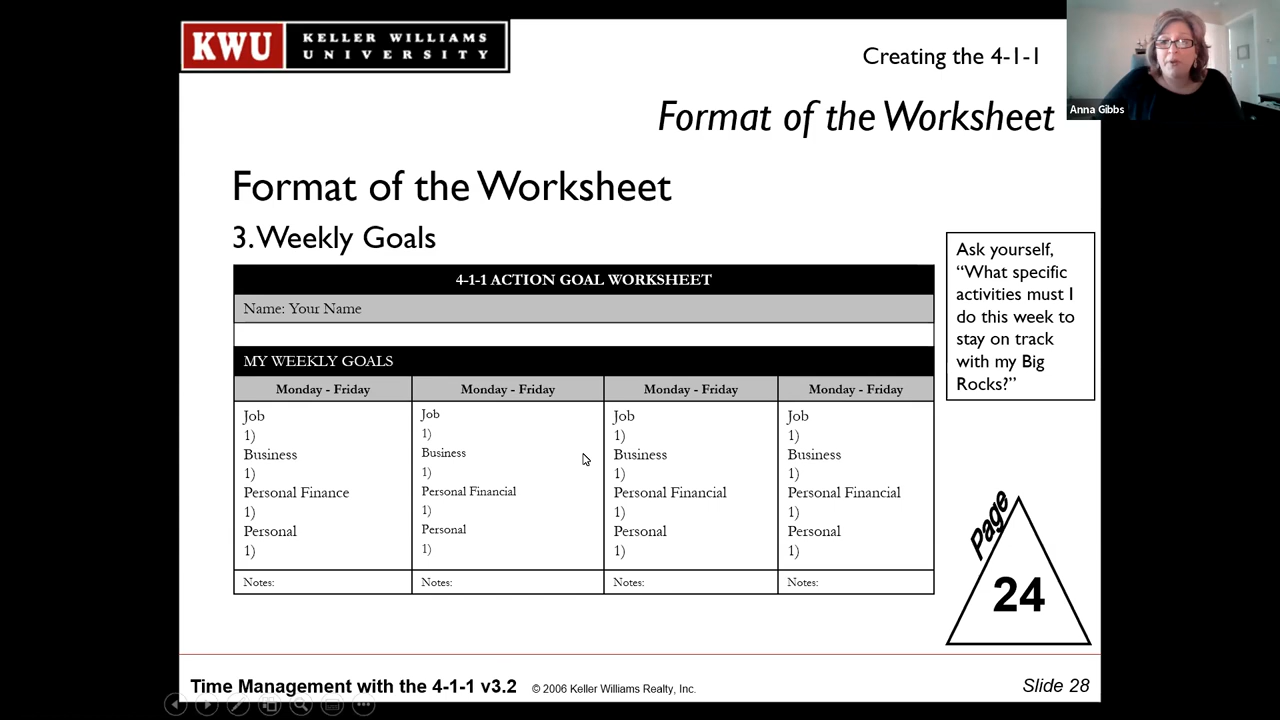 KWU KELLER WILLIAMS
UNIVERSITY
Creating the 4-1-1
Anna Gibbs
Format of the Worksheet
Format of the Worksheet
3. Weekly Goals
4-1-1 ACTION GOAL WORKSHEET
Name: Your Name
MY WEEKLY GOALS
Monday - Friday Monday - Friday Monday - Friday Monday - Friday
Job Job Job Job
1) 1) 1) 1)
Business Business Business Business
1) 1) 1) 1)
Personal Finance Personal Financial Personal Financial Personal Financial
1) 1) 1) 1)
Personal Personal Personal Personal
1) 1) 1) 1)
Notes: Notes: Notes: Notes:
Ask yourself,
“What specific
activities must I
do this week to
stay on track
with my Big
Rocks?”
Page
24
Time Management with the 4-1-1 v3.2 © 2006 Keller Williams Realty, Inc. Slide 28